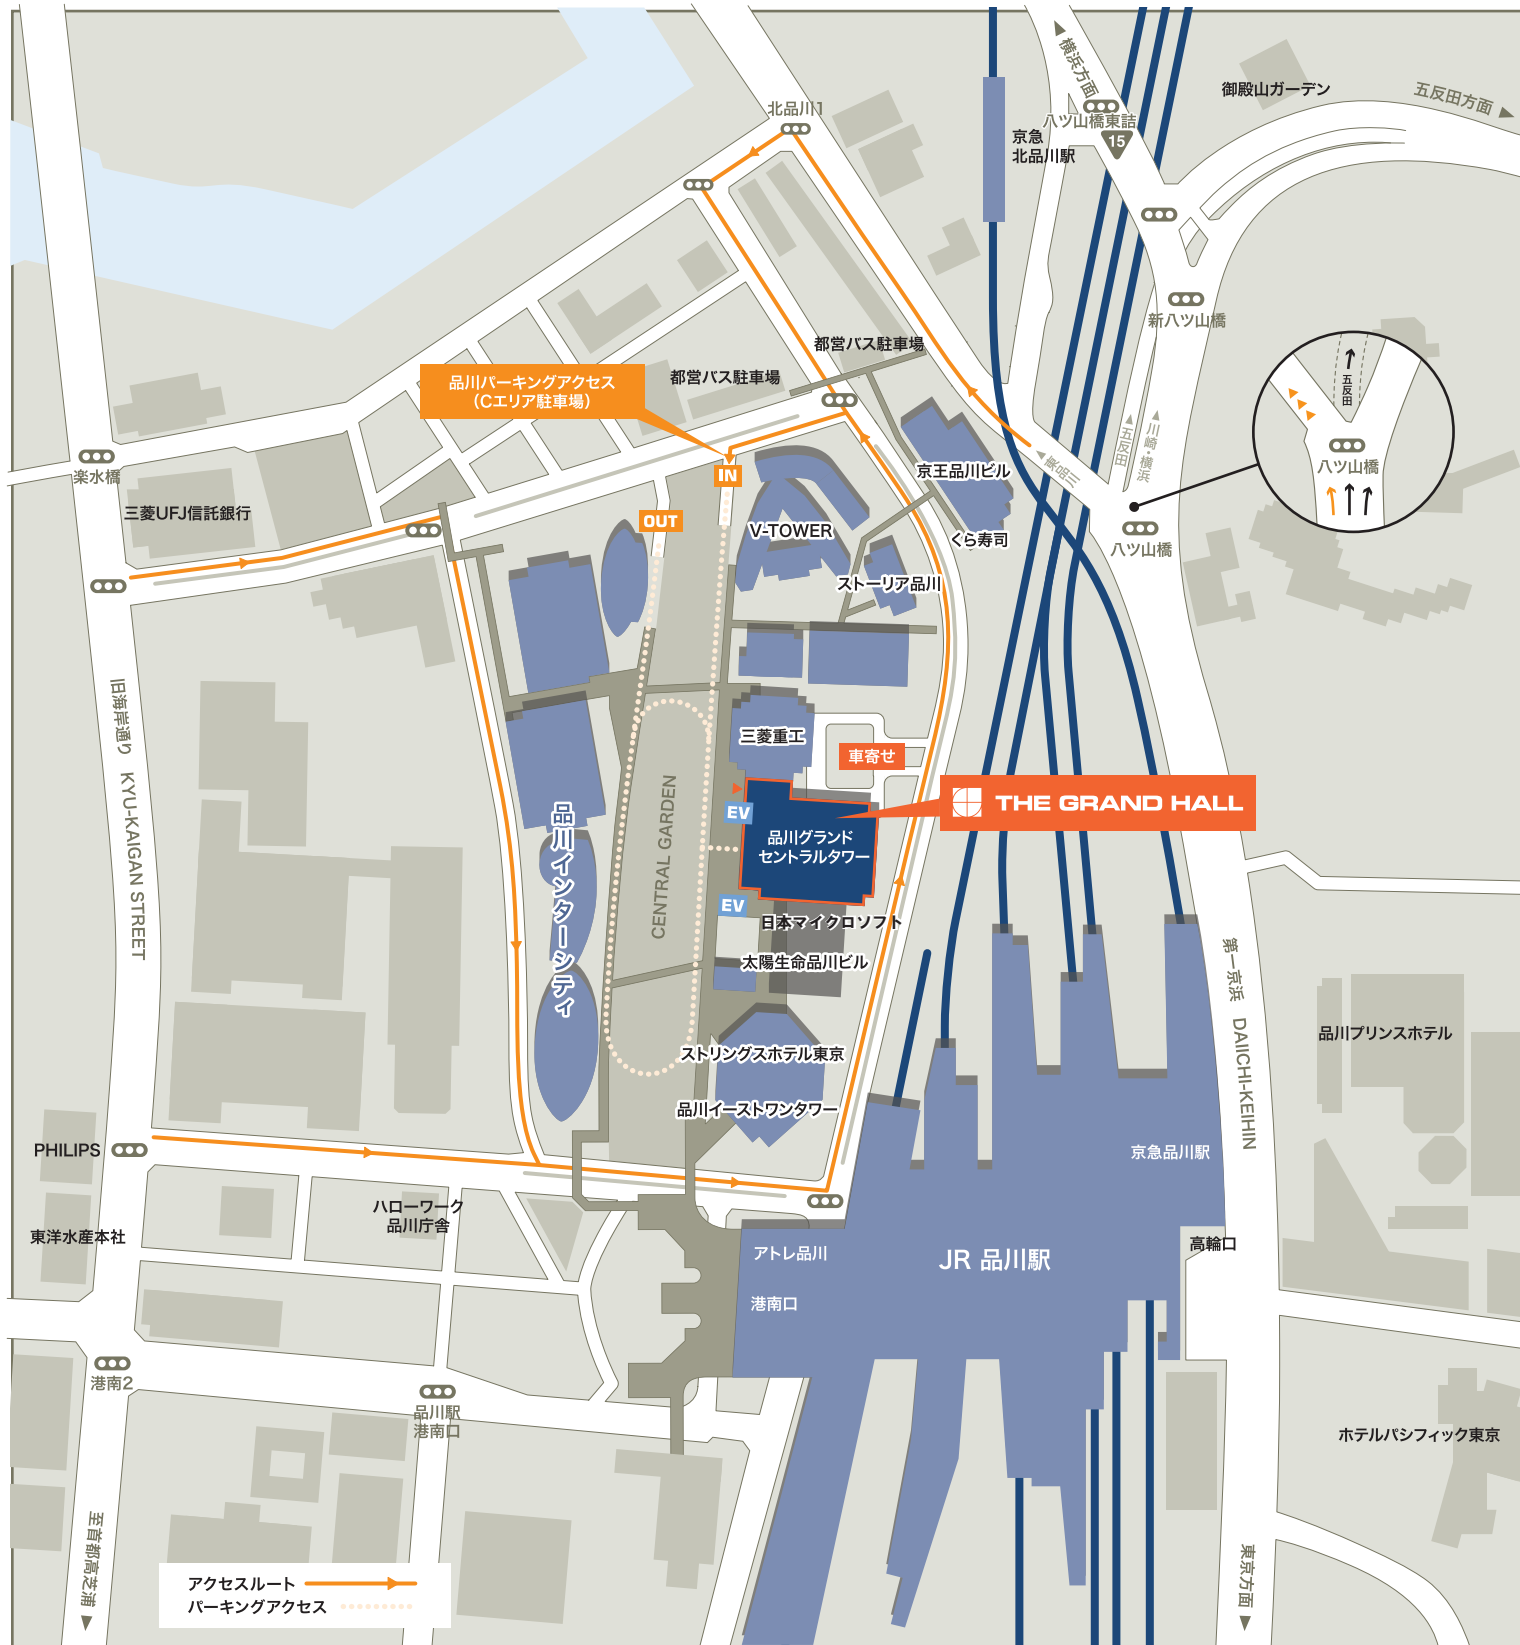 北品川1
横浜方面
八ツ山橋東詰
15
京急
北品川駅
御殿山ガーデン
五反田方面
新八ツ山橋
都営バス駐車場
都営バス駐車場
品川パーキングアクセス
（Cエリア駐車場）
五反田
八ツ山橋
楽水橋
三菱UFJ信託銀行
IN
OUT
V-TOWER
京王品川ビル
くら寿司
ストーリア品川
五反田
川崎・横浜
八ツ山橋
旧海岸通り KYU-KAIGAN STREET
三菱重工
車寄せ
THE GRAND HALL
EV
品川グランド
セントラルタワー
EV
CENTRAL GARDEN
品川インターシティ
日本マイクロソフト
太陽生命品川ビル
ストリングスホテル東京
品川イーストワンタワー
第一京浜 DAIICHI-KEIHIN
品川プリンスホテル
京急品川駅
PHILIPS
東洋水産本社
ハローワーク
品川庁舎
アトレ品川
港南口
JR 品川駅
高輪口
港南2
品川駅
港南口
ホテルパシフィック東京
至首都高芝浦
東京方面
アクセスルート
パーキングアクセス